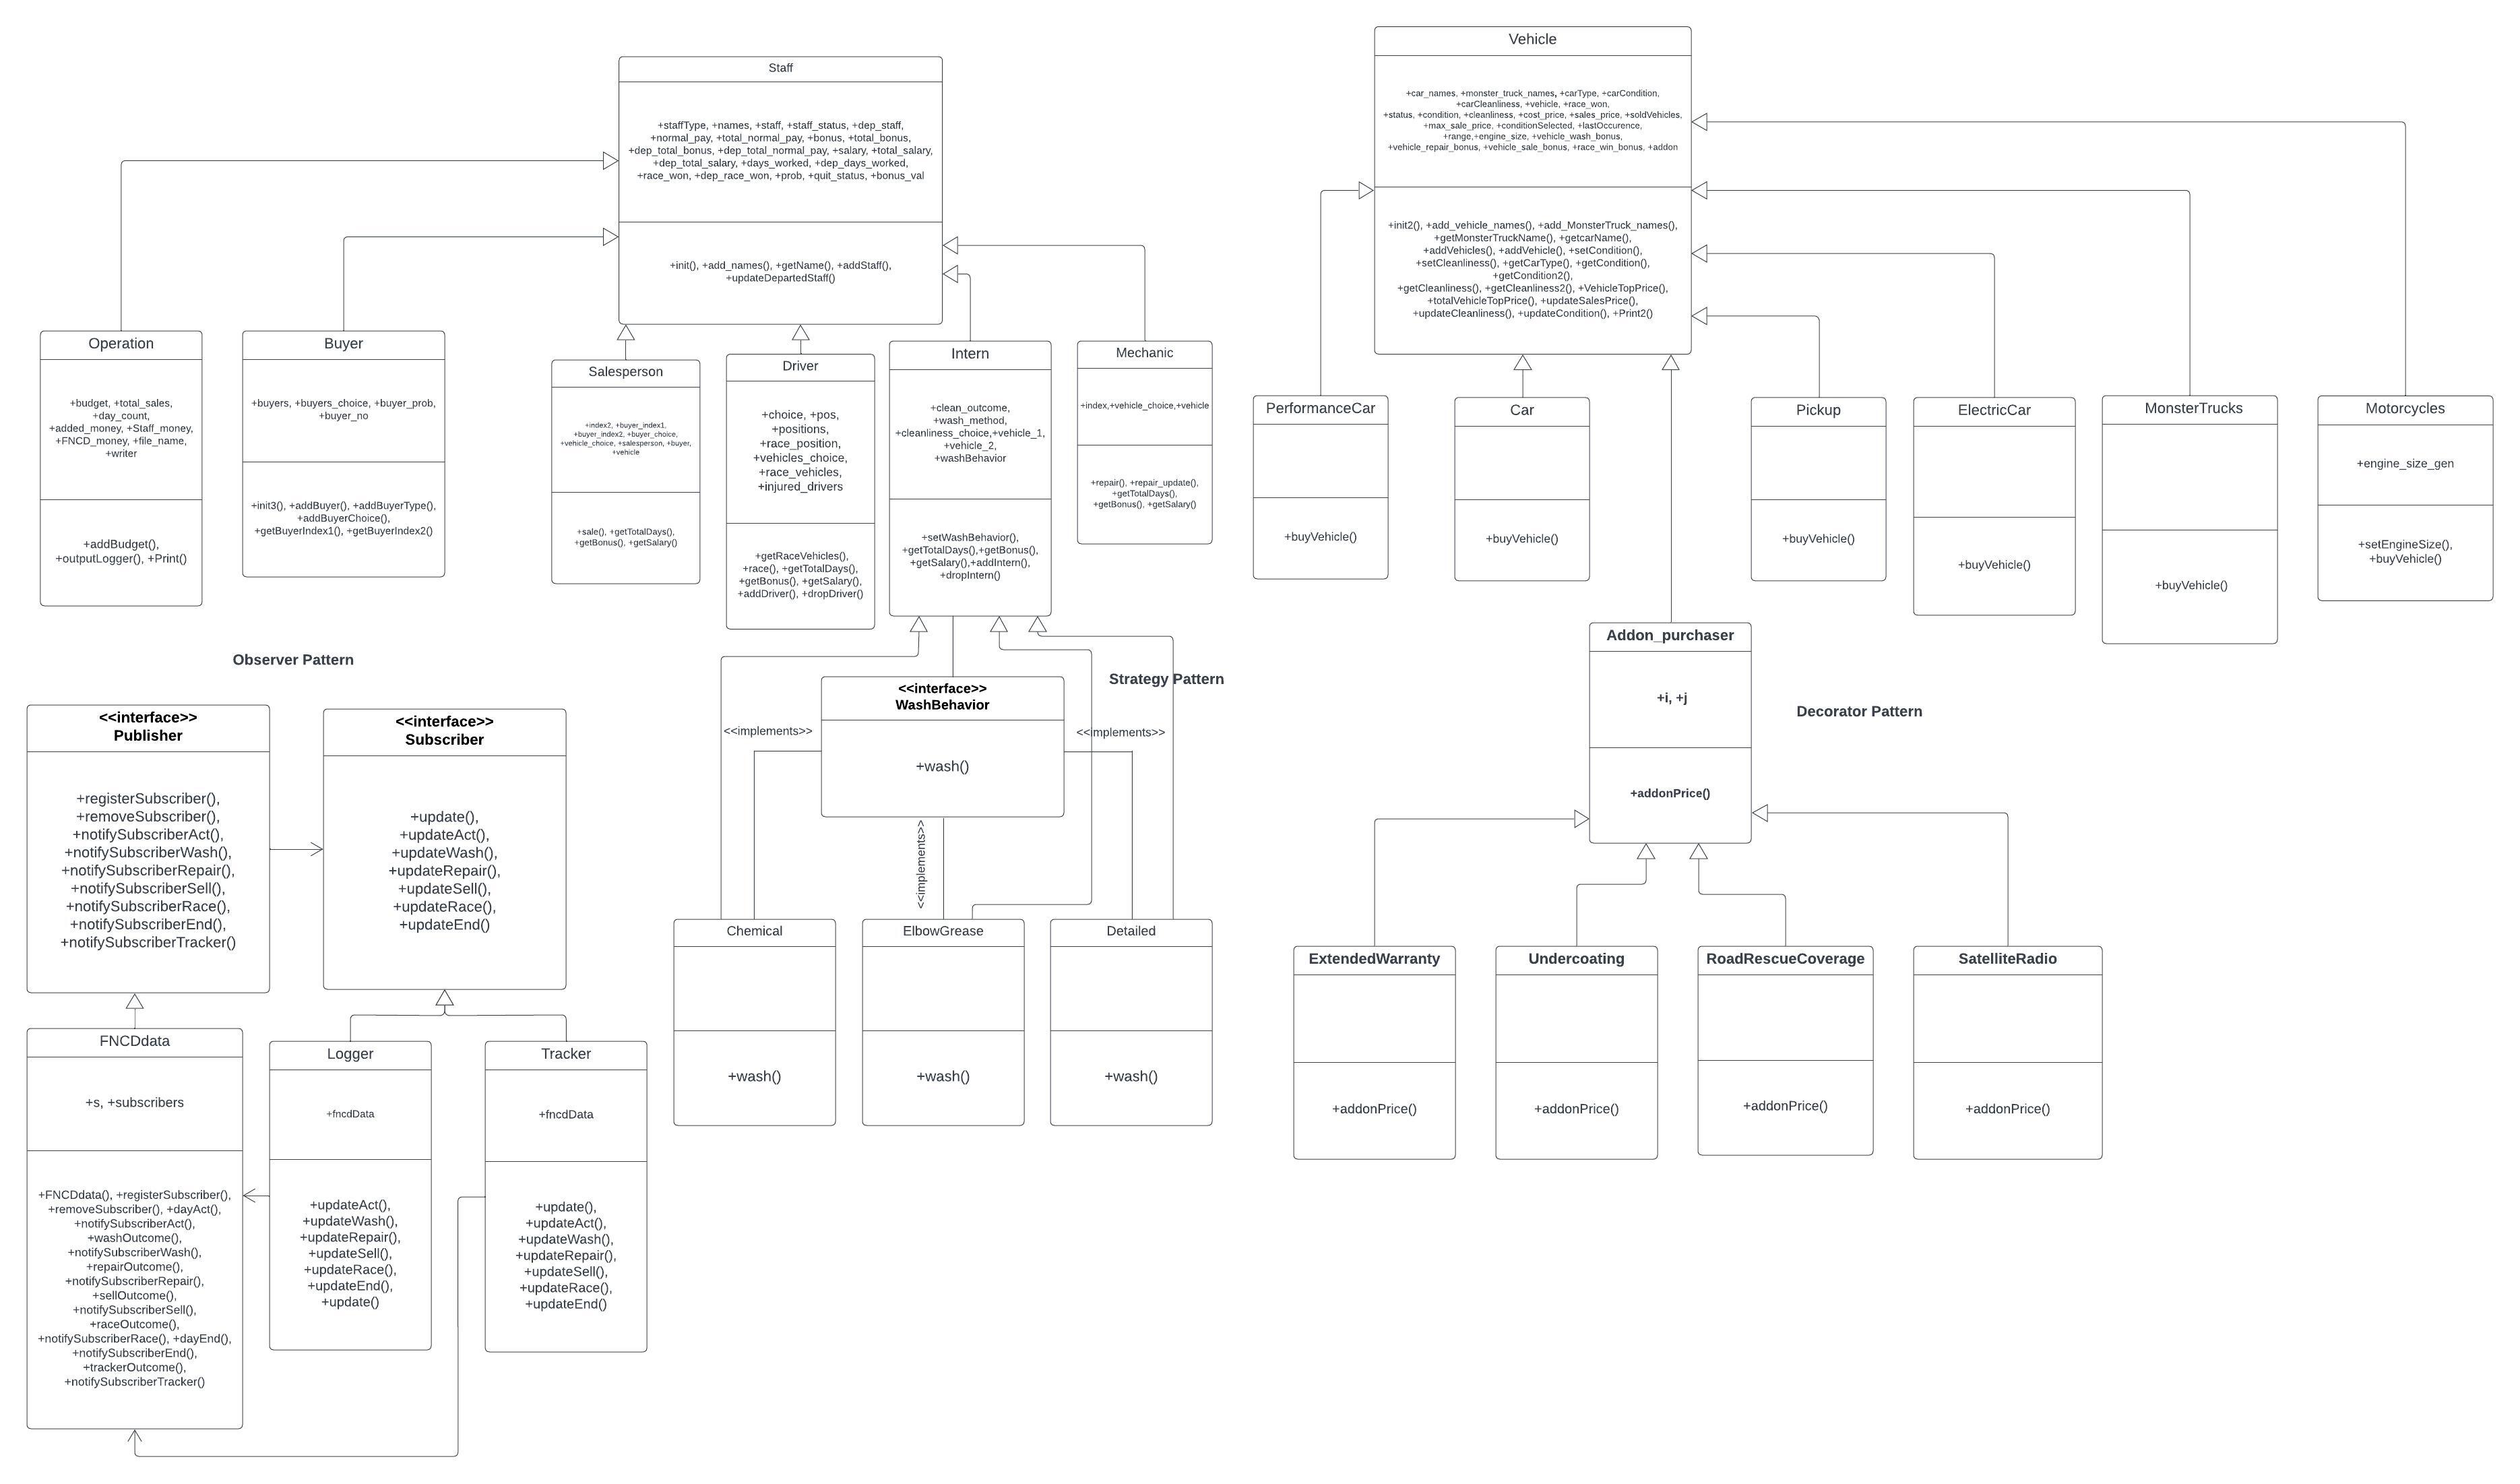 Staff
+staffType, +names, +staff, +staff_status, +dep_staff,
+normal_pay, +total_normal_pay, +bonus, +total_bonus,
+dep_total_bonus, +dep_total_normal_pay, +salary, +total_salary,
+dep_total_salary, +days_worked, +dep_days_worked,
+race_won, +dep_race_won, +prob, +quit_status, +bonus_val
+init(), +add_names(), +getName(), +addStaff(),
+updateDepartedStaff()
Vehicle
+car_names, +monster_truck_names, +carType, +carCondition,
+carCleanliness, +vehicle, +race_won,
+status, +condition, +cleanliness, +cost_price, +sales_price, +soldVehicles,
+max_sale_price, +conditionSelected, +lastOccurence,
+range,+engine_size, +vehicle_wash_bonus,
+vehicle_repair_bonus, +vehicle_sale_bonus, +race_win_bonus, +addon
+init2(), +add_vehicle_names(), +add_MonsterTruck_names(),
+getMonsterTruckName(), +getcarName(),
+addVehicles(), +addVehicle(), +setCondition(),
+setCleanliness(), +getCarType(), +getCondition(),
+getCondition2(),
+getCleanliness(), +getCleanliness2(), +VehicleTopPrice(),
+totalVehicleTopPrice(), +updateSalesPrice(),
+updateCleanliness(), +updateCondition(), +Print2()
Operation
+budget, +total_sales,
+day_count,
+added_money, +Staff_money,
+FNCD_money, +file_name,
+writer
+addBudget(),
+outputLogger(), +Print()
Buyer
+buyers, +buyers_choice, +buyer_prob,
+buyer_no
+init3(), +addBuyer(), +addBuyerType(),
+addBuyerChoice(),
+getBuyerIndex1(), +getBuyerIndex2()
Salesperson
+index2, +buyer_index1,
+buyer_index2, +buyer_choice,
+vehicle_choice, +salesperson, +buyer,
+vehicle
+sale(), +getTotalDays(),
+getBonus(), +getSalary()
Driver
+choice, +pos,
+positions,
+race_position,
+vehicles_choice,
+race_vehicles,
+injured_drivers
+getRaceVehicles(),
+race(), +getTotalDays(),
+getBonus(), +getSalary(),
+addDriver(), +dropDriver()
Intern
+clean_outcome,
+wash_method,
+cleanliness_choice,+vehicle_1,
+vehicle_2,
+washBehavior
+setWashBehavior(),
+getTotalDays(),+getBonus(),
+getSalary(),+addIntern(),
+dropIntern()
Mechanic
+index,+vehicle_choice,+vehicle
+repair(), +repair_update(),
+getTotalDays(),
+getBonus(), +getSalary()
PerformanceCar
+buyVehicle()
Car
+buyVehicle()
Pickup
+buyVehicle()
ElectricCar
+buyVehicle()
MonsterTrucks
+buyVehicle()
Motorcycles
+engine_size_gen
+setEngineSize(),
+buyVehicle()
Observer Pattern
<<interface>>
Publisher
+registerSubscriber(),
+removeSubscriber(),
+notifySubscriberAct(),
+notifySubscriberWash(),
+notifySubscriberRepair(),
+notifySubscriberSell(),
+notifySubscriberRace(),
+notifySubscriberEnd(),
+notifySubscriberTracker()
<<interface>>
Subscriber
+update(),
+updateAct(),
+updateWash(),
+updateRepair(),
+updateSell(),
+updateRace(),
+updateEnd()
Strategy Pattern
<<interface>>
WashBehavior
+wash()
<<implements>>
<<implements>>
<<implements>>
Addon_purchaser
+i, +j
+addonPrice()
Decorator Pattern
Chemical
+wash()
ElbowGrease
+wash()
Detailed
+wash()
ExtendedWarranty
+addonPrice()
Undercoating
+addonPrice()
RoadRescueCoverage
+addonPrice()
SatelliteRadio
+addonPrice()
FNCDdata
+s, +subscribers
+FNCDdata(), +registerSubscriber(),
+removeSubscriber(), +dayAct(),
+notifySubscriberAct(),
+washOutcome(),
+notifySubscriberWash(),
+repairOutcome(),
+notifySubscriberRepair(),
+sellOutcome(),
+notifySubscriberSell(),
+raceOutcome(),
+notifySubscriberRace(), +dayEnd(),
+notifySubscriberEnd(),
+trackerOutcome(),
+notifySubscriberTracker()
Logger
+fncdData
+updateAct(),
+updateWash(),
+updateRepair(),
+updateSell(),
+updateRace(),
+updateEnd(),
+update()
Tracker
+fncdData
+update(),
+updateAct(),
+updateWash(),
+updateRepair(),
+updateSell(),
+updateRace(),
+updateEnd()